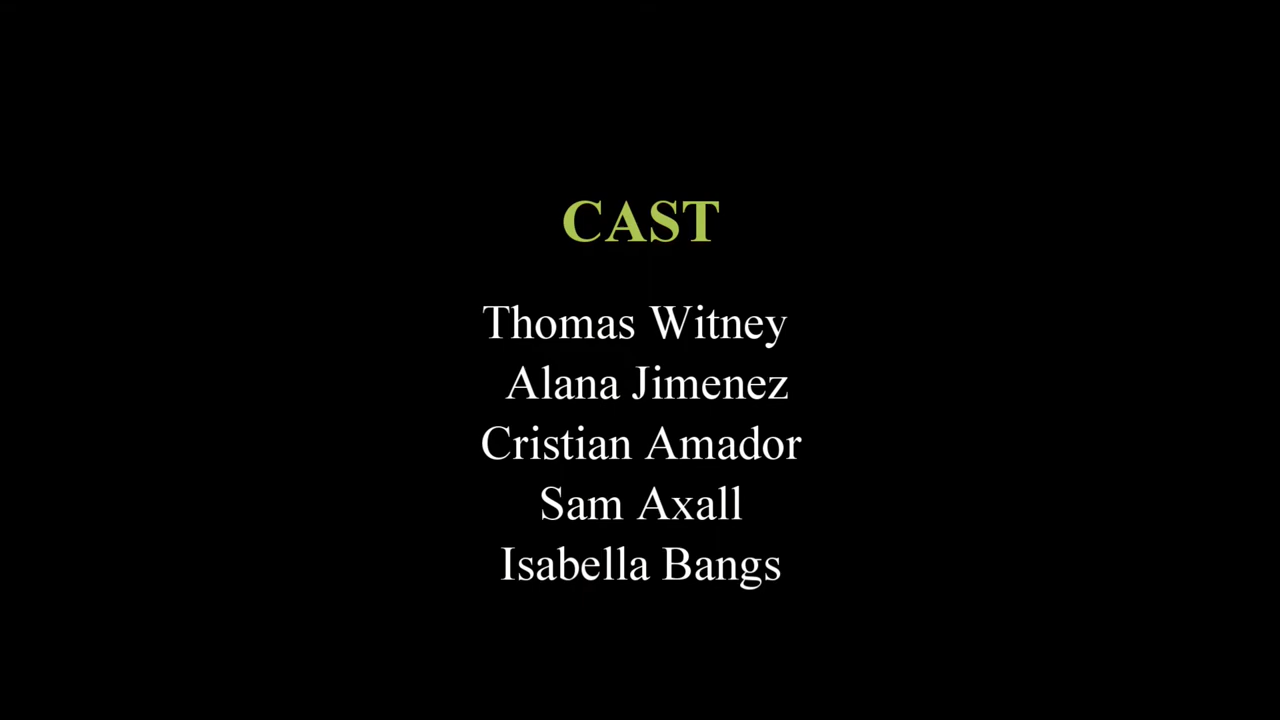 CAST
Thomas Witney
Alana Jimenez
Cristian Amador
Sam Axall
Isabella Bangs